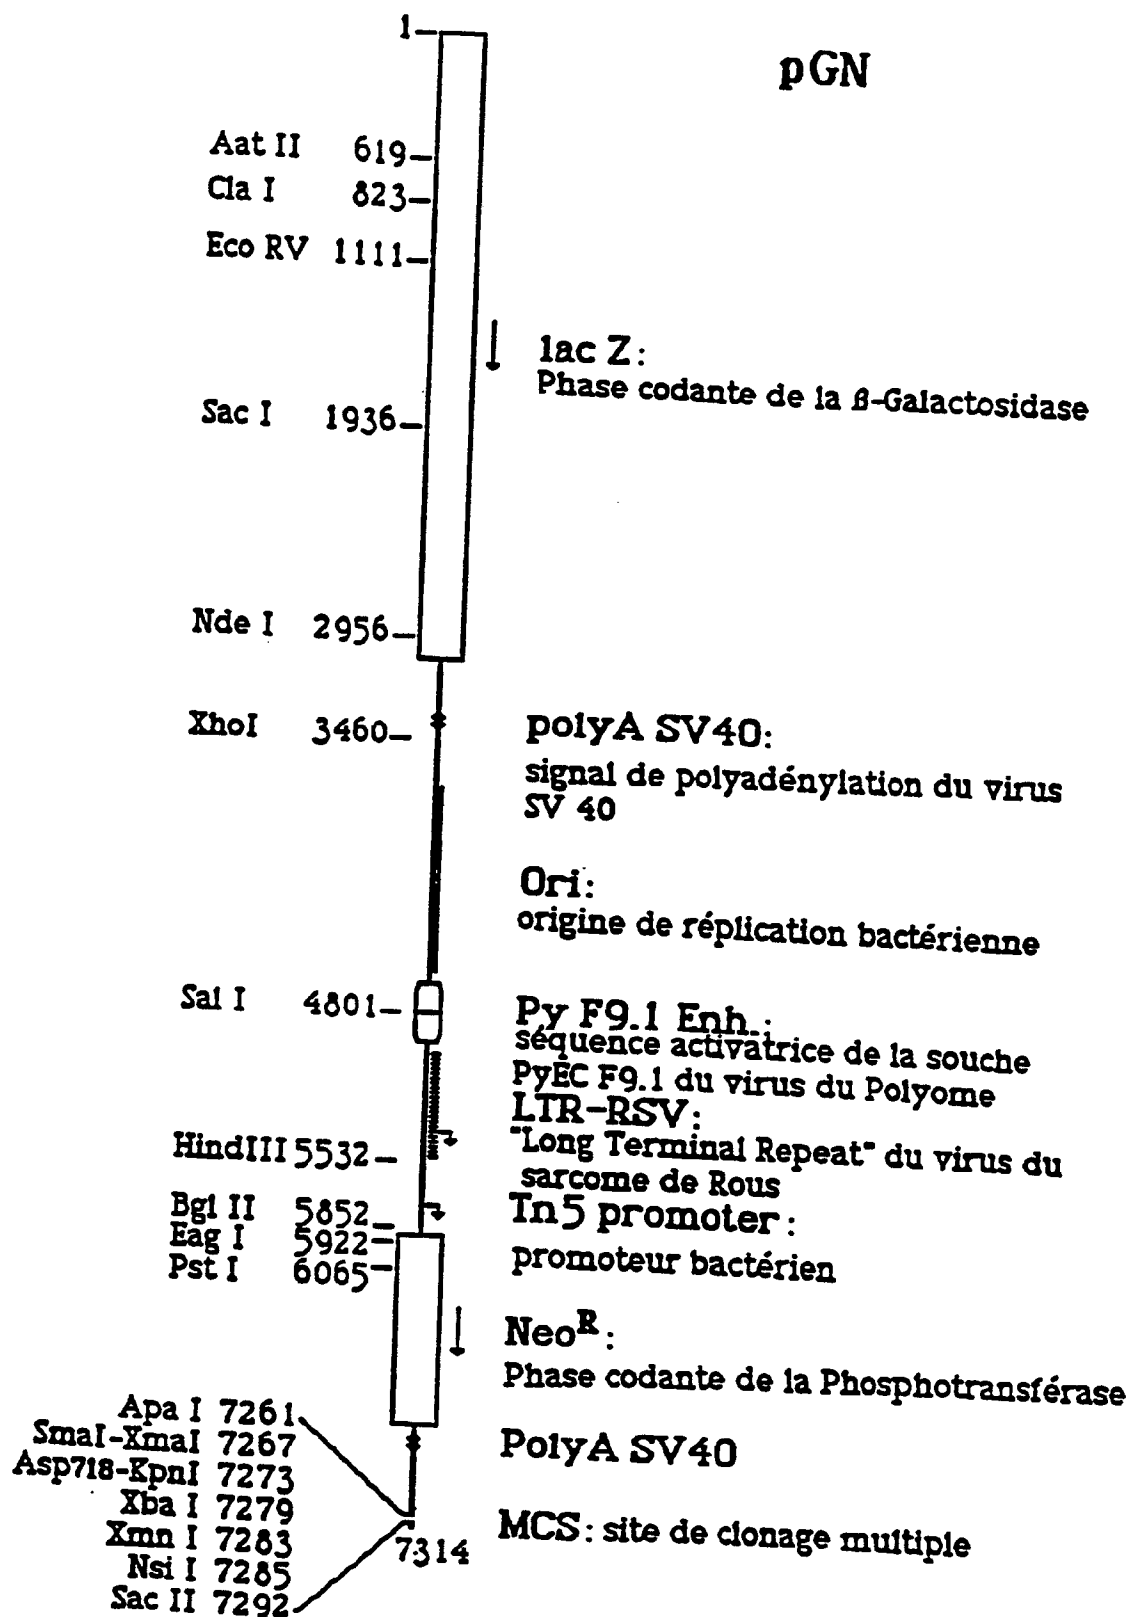 pGN
1
Aat II 619
Cla I 823
Eco RV 1111
lac Z:
Phase codante de la β-Galactosidase
Sac I 1936
Nde I 2956
XhoI 3460
polyA SV40:
signal de polyadénylation du virus
SV 40
Ori:
origine de réplication bactérienne
Sal I 4801
Py F9.1 Enh.:
séquence activatrice de la souche
PyEC F9.1 du virus du Polyome
LTR-RSV:
HindIII 5532
"Long Terminal Repeat" du virus du
sarcome de Rous
Bgl II 5852
Tn5 promoter:
Eag I 5922
Pst I 6065
promoteur bactérien
Neo^R:
Phase codante de la Phosphotransférase
Apa I 7261
SmaI-XmaI 7267
Asp718-KpnI 7273
Xba I 7279
Xmn I 7283
Nsi I 7285
Sac II 7292
PolyA SV40
MCS: site de clonage multiple
7314